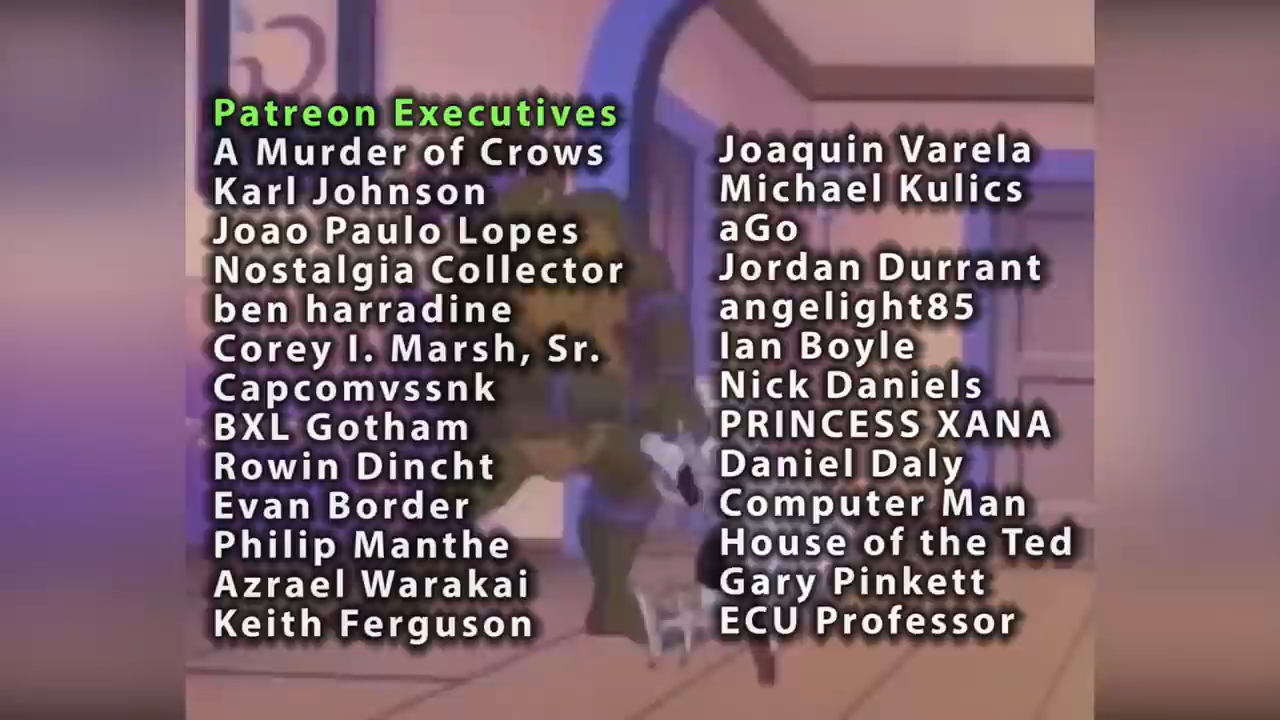 Patreon Executives
A Murder of Crows
Karl Johnson
Joao Paulo Lopes
Nostalgia Collector
ben harradine
Corey I. Marsh, Sr.
Capcomvssnk
BXL Gotham
Rowin Dincht
Evan Border
Philip Manthe
Azrael Warakai
Keith Ferguson
Joaquin Varela
Michael Kulics
aGo
Jordan Durrant
angelight85
Ian Boyle
Nick Daniels
PRINCESS XANA
Daniel Daly
Computer Man
House of the Ted
Gary Pinkett
ECU Professor